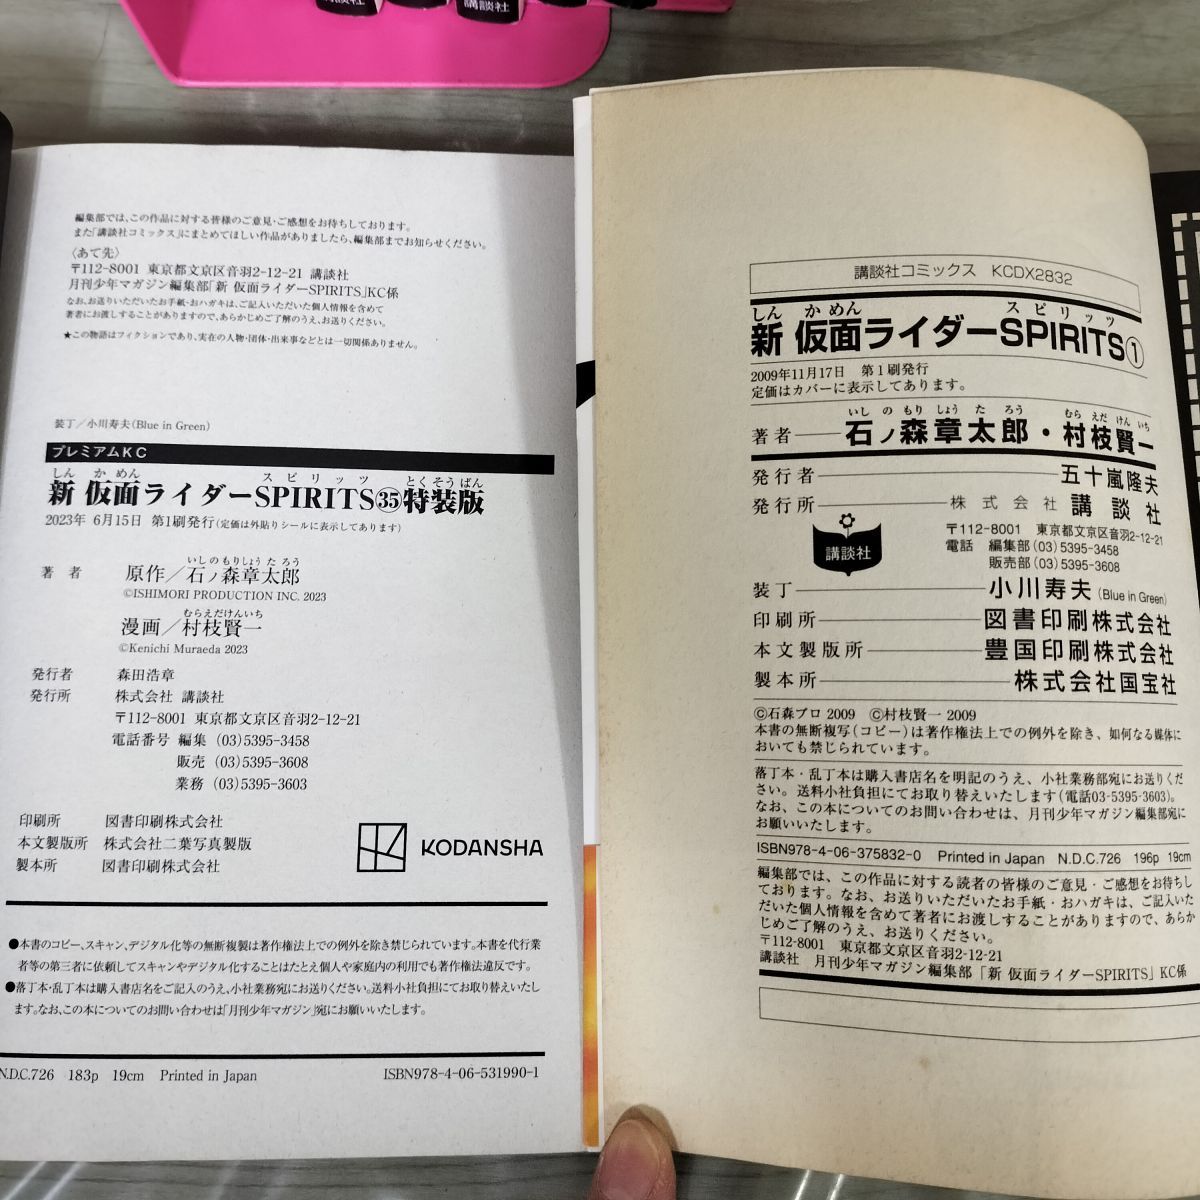 講談社
編集部では、この作品に対する皆様のご意見・ご感想をお待ちしております。
また「講談社コミックス」にまとめてほしい作品がありましたら、編集部までお知らせください。
〈あて先〉
〒112-8001 東京都文京区音羽2-12-21 講談社
月刊少年マガジン編集部「新 仮面ライダーSPIRITS」KC係
なお、お送りいただいたお手紙・おハガキは、ご記入いただいた個人情報を含めて
著者にお渡しすることがありますので、あらかじめご了解のうえ、お送りください。
★この物語はフィクションであり、実在の人物・団体・出来事などとは一切関係ありません。
装丁／小川寿夫(Blue in Green)
プレミアムKC
しん かめん スピリッツ とくそうばん
新 仮面ライダーSPIRITS㉟特装版
2023年 6月15日 第1刷発行(定価は外貼りシールに表示してあります)
いしのもりしょうたろう
著者 原作／石ノ森章太郎
©ISHIMORI PRODUCTION INC. 2023
むらえだけんいち
漫画／村枝賢一
©Kenichi Muraeda 2023
発行者 森田浩章
発行所 株式会社 講談社
〒112-8001 東京都文京区音羽2-12-21
電話番号 編集 (03)5395-3458
販売 (03)5395-3608
業務 (03)5395-3603
印刷所 図書印刷株式会社
本文製版所 株式会社二葉写真製版
製本所 図書印刷株式会社
KODANSHA
●本書のコピー、スキャン、デジタル化等の無断複製は著作権法上での例外を除き禁じられています。本書を代行業
者等の第三者に依頼してスキャンやデジタル化することはたとえ個人や家庭内の利用でも著作権法違反です。
●落丁本・乱丁本は購入書店名をご記入のうえ、小社業務宛にお送りください。送料小社負担にてお取り替えいたし
ます。なお、この本についてのお問い合わせは「月刊少年マガジン」宛にお願いいたします。
N.D.C.726 183p 19cm Printed in Japan ISBN978-4-06-531990-1
講談社コミックス KCDX2832
しん かめん スピリッツ
新 仮面ライダーSPIRITS①
2009年11月17日 第1刷発行
定価はカバーに表示してあります。
いしのもりしょうたろう むらえだけんいち
著者―石ノ森章太郎・村枝賢一
発行者―五十嵐隆夫
発行所―株式会社 講談社
〒112-8001 東京都文京区音羽2-12-21
電話 編集部(03)5395-3458
販売部(03)5395-3608
講談社
装丁―小川寿夫(Blue in Green)
印刷所―図書印刷株式会社
本文製版所―豊国印刷株式会社
製本所―株式会社国宝社
©石森プロ 2009 ©村枝賢一 2009
本書の無断複写(コピー)は著作権法上での例外を除き、如何なる媒体に
おいても禁じられています。
落丁本・乱丁本は購入書店名を明記のうえ、小社業務部宛にお送りくだ
さい。送料小社負担にてお取り替えいたします(電話03-5395-3603)。
なお、この本についてのお問い合わせは、月刊少年マガジン編集部宛に
お願いいたします。
ISBN978-4-06-375832-0 Printed in Japan N.D.C.726 196p 19cm
編集部では、この作品に対する読者の皆様のご意見・ご感想をお待ちし
ております。なお、お送りいただいたお手紙・おハガキは、ご記入いた
だいた個人情報を含めて著者にお渡しすることがありますので、あらか
じめご了解のうえ、お送りください。
〒112-8001 東京都文京区音羽2-12-21
講談社 月刊少年マガジン編集部「新 仮面ライダーSPIRITS」KC係